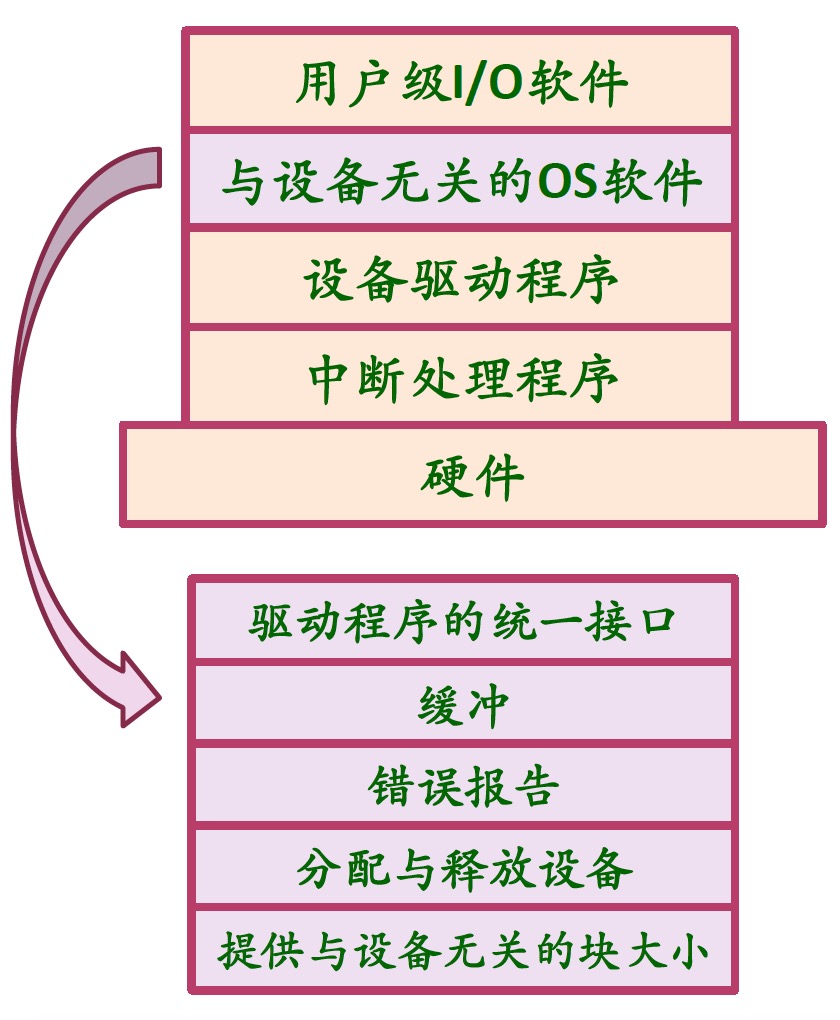 用户级I/O软件
与设备无关的OS软件
设备驱动程序
中断处理程序
硬件
驱动程序的统一接口
缓冲
错误报告
分配与释放设备
提供与设备无关的块大小